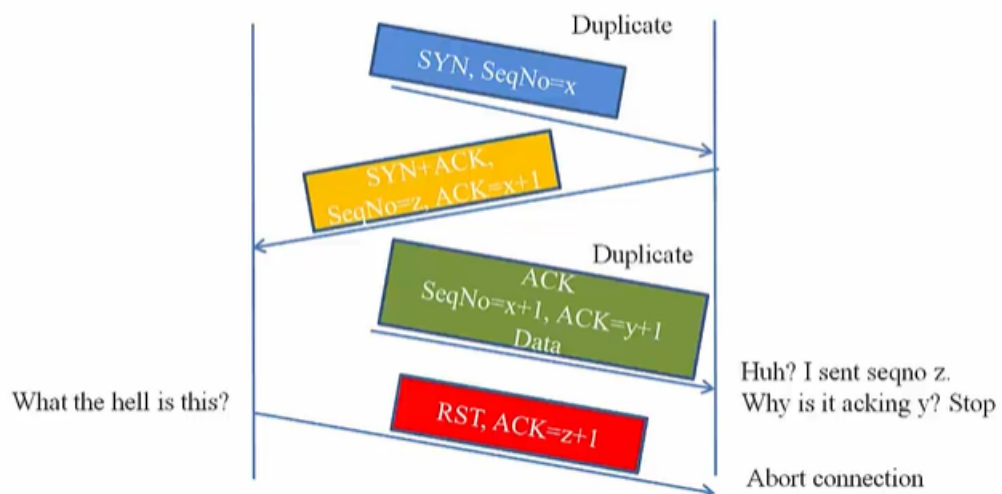 Duplicate
SYN, SeqNo=x
SYN+ACK,
SeqNo=z, ACK=x+1
Duplicate
ACK
SeqNo=x+1, ACK=y+1
Data
Huh? I sent seqno z.
Why is it acking y? Stop
What the hell is this?
RST, ACK=z+1
Abort connection